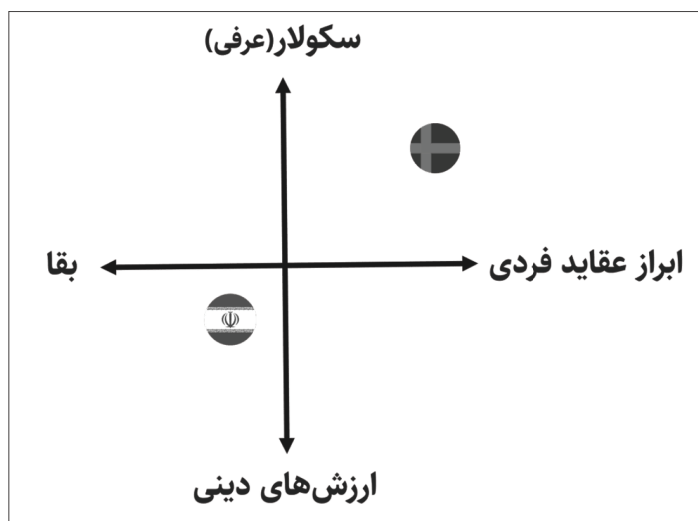 سکولار(عرفی)
ابراز عقاید فردی
بقا
ارزش‌های دینی